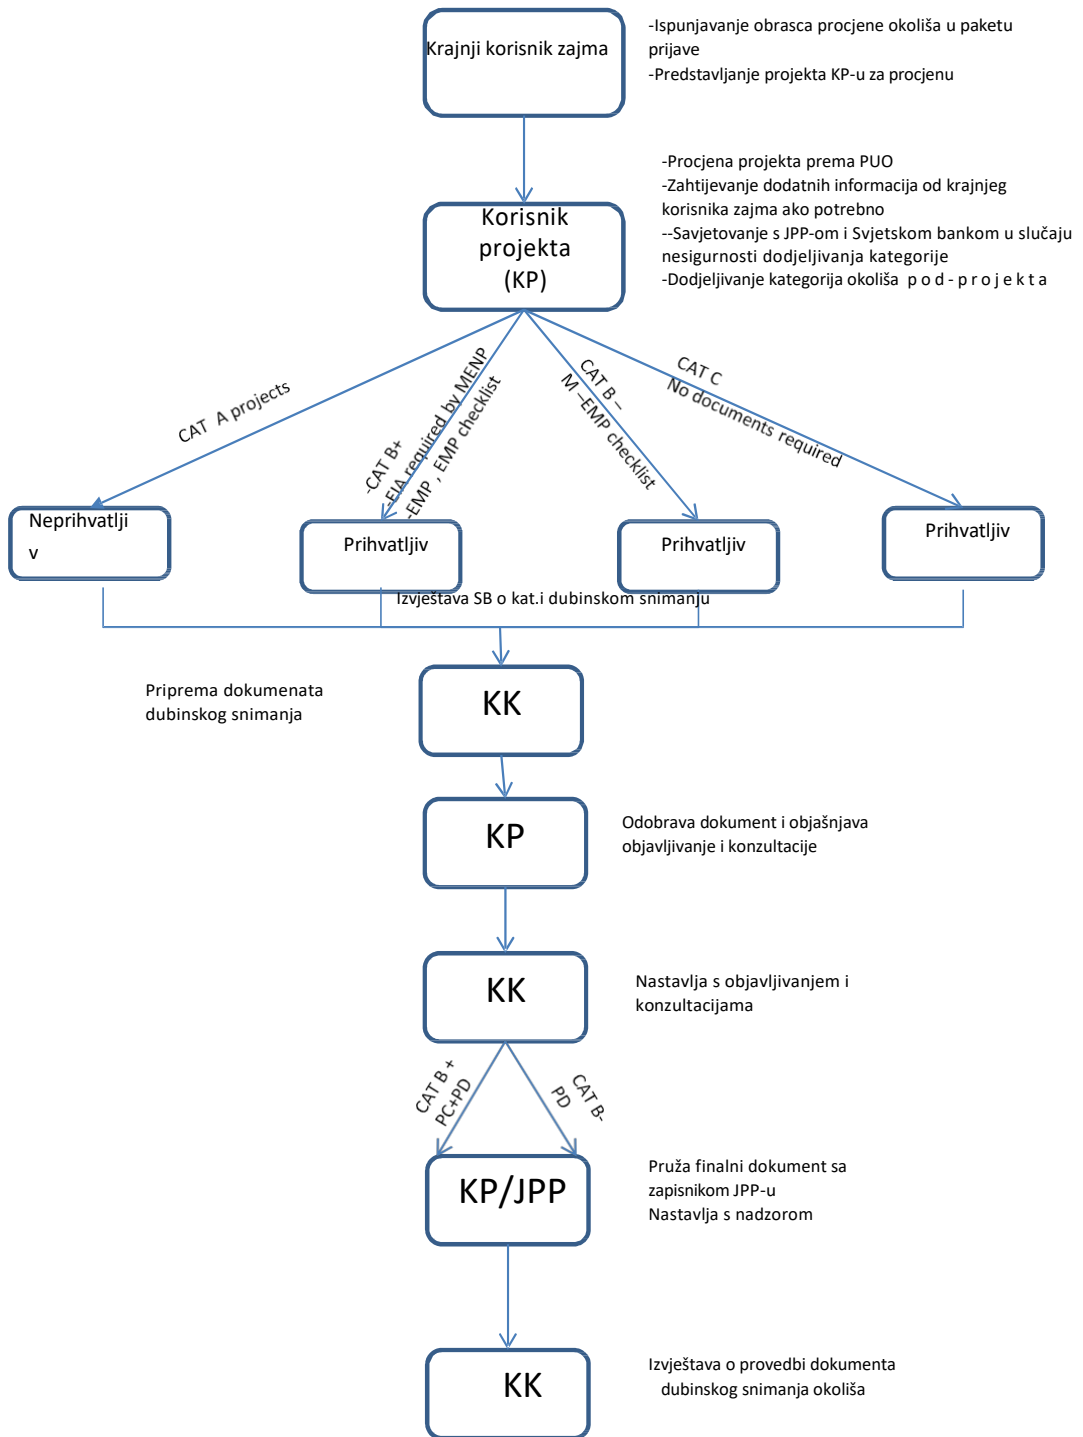 Krajnji korisnik zajma
-Ispunjavanje obrasca procjene okoliša u paketu
prijave
-Predstavljanje projekta KP-u za procjenu
Korisnik
projekta
(KP)
-Procjena projekta prema PUO
-Zahtijevanje dodatnih informacija od krajnjeg
korisnika zajma ako potrebno
--Savjetovanje s JPP-om i Svjetskom bankom u slučaju
nesigurnosti dodjeljivanja kategorije
-Dodjeljivanje kategorija okoliša p o d - p r o j e k t a
CAT A projects
-CAT B+
-EIA required by MENP
-EMP , EMP checklist
CAT B –
M –EMP checklist
CAT C
No documents required
Neprihvatlji
v
Prihvatljiv
Prihvatljiv
Prihvatljiv
Izvještava SB o kat.i dubinskom snimanju
Priprema dokumenata
dubinskog snimanja
KK
KP
Odobrava dokument i objašnjava
objavljivanje i konzultacije
KK
Nastavlja s objavljivanjem i
konzultacijama
CAT B +
PC+PD
CAT B-
PD
KP/JPP
Pruža finalni dokument sa
zapisnikom JPP-u
Nastavlja s nadzorom
KK
Izvještava o provedbi dokumenta
dubinskog snimanja okoliša